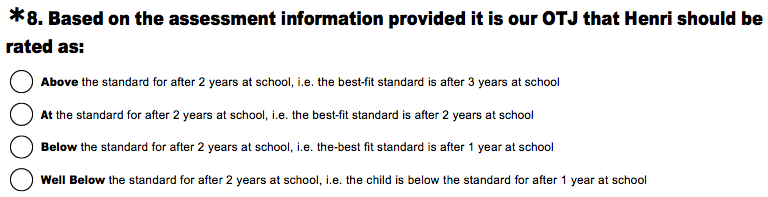 *8. Based on the assessment information provided it is our OTJ that Henri should be
rated as:
Above the standard for after 2 years at school, i.e. the best-fit standard is after 3 years at school
At the standard for after 2 years at school, i.e. the best-fit standard is after 2 years at school
Below the standard for after 2 years at school, i.e. the-best fit standard is after 1 year at school
Well Below the standard for after 2 years at school, i.e. the child is below the standard for after 1 year at school